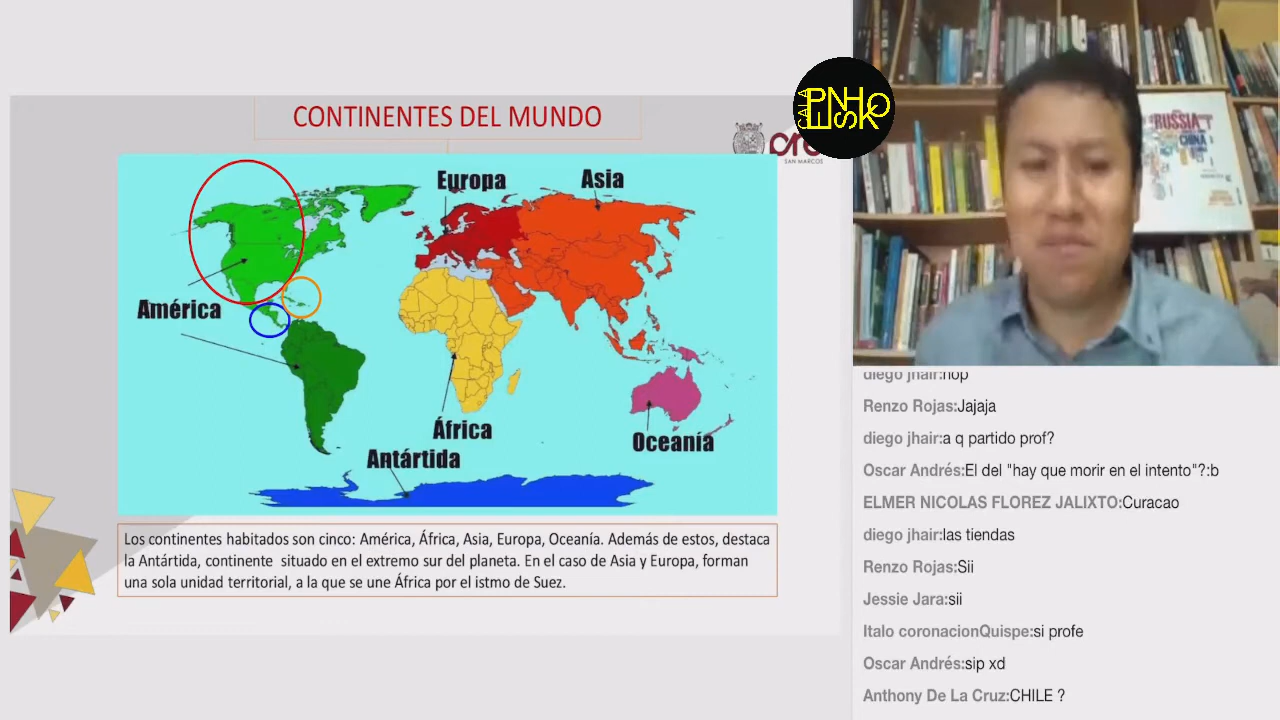 CONTINENTES DEL MUNDO
SAN MARCOS
Europa
Asia
América
África
Oceanía
Antártida
Los continentes habitados son cinco: América, África, Asia, Europa, Oceanía. Además de estos, destaca
la Antártida, continente situado en el extremo sur del planeta. En el caso de Asia y Europa, forman
una sola unidad territorial, a la que se une África por el istmo de Suez.
RUSSIA
CHINA
diego jhair:nop
Renzo Rojas:Jajaja
diego jhair:a q partido prof?
Oscar Andrés:El del "hay que morir en el intento"?:b
ELMER NICOLAS FLOREZ JALIXTO:Curacao
diego jhair:las tiendas
Renzo Rojas:Sii
Jessie Jara:sii
Italo coronacionQuispe:si profe
Oscar Andrés:sip xd
Anthony De La Cruz:CHILE ?